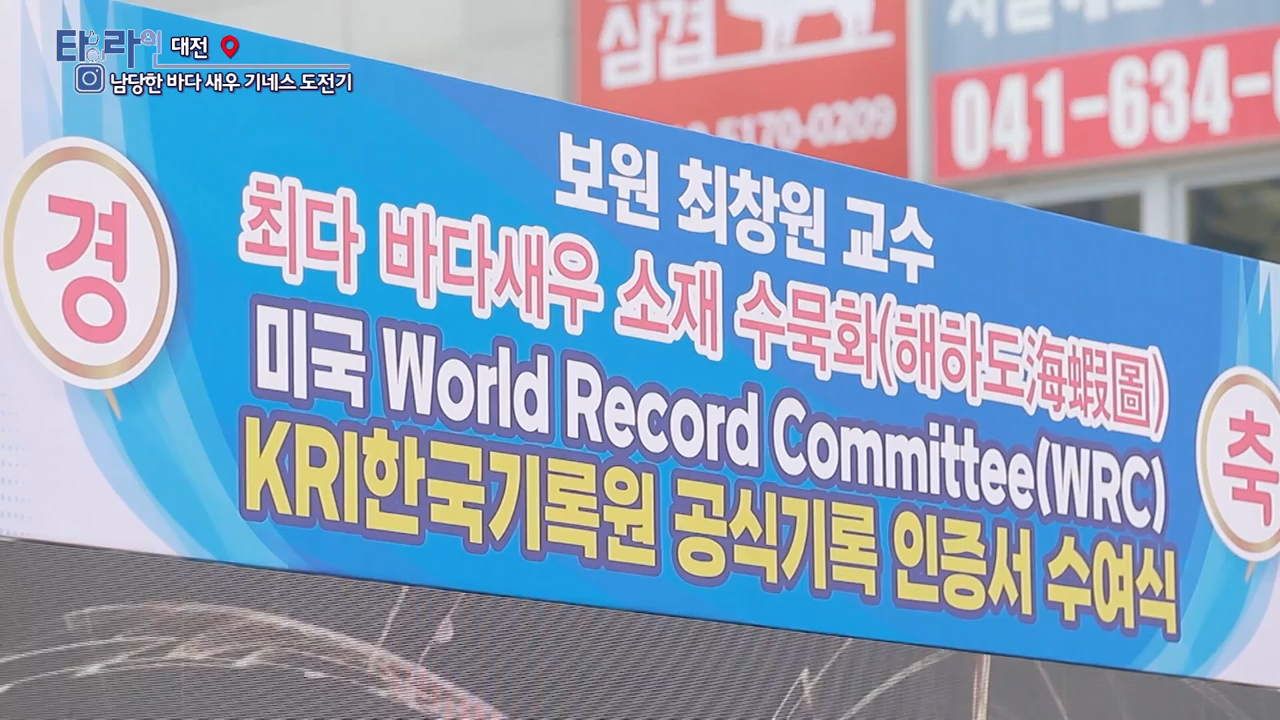 대전
남당한 바다 새우 기네스 도전기
삼겹
5170-0209
041-634-
보원 최창원 교수
최다 바다새우 소재 수묵화(해하도海蝦圖)
미국 World Record Committee(WRC)
KRI한국기록원 공식기록 인증서 수여식
경
축